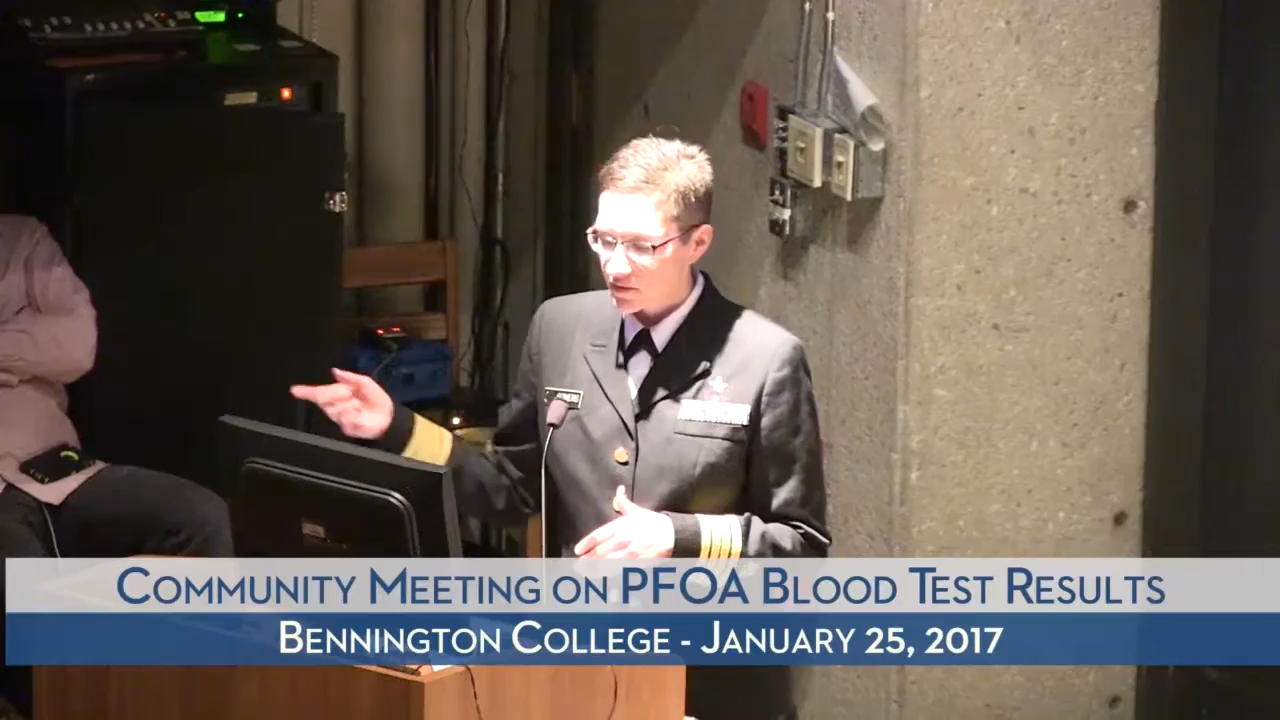 Community Meeting on PFOA Blood Test Results
Bennington College - January 25, 2017